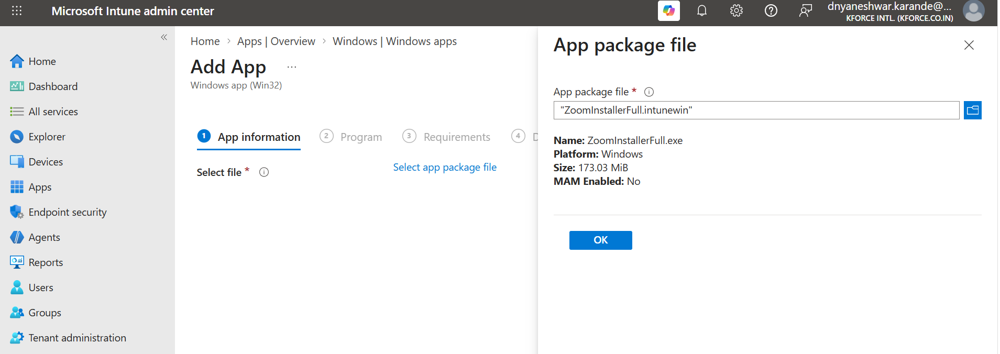 Microsoft Intune admin center
dnyaneshwar.karande@...
KFORCE INTL. (KFORCE.CO.IN)
Home
Dashboard
All services
Explorer
Devices
Apps
Endpoint security
Agents
Reports
Users
Groups
Tenant administration
Home > Apps | Overview > Windows | Windows apps
Add App ...
Windows app (Win32)
1 App information 2 Program 3 Requirements 4 D
Select file * Select app package file
App package file
App package file *
"ZoomInstallerFull.intunewin"
Name: ZoomInstallerFull.exe
Platform: Windows
Size: 173.03 MiB
MAM Enabled: No
OK